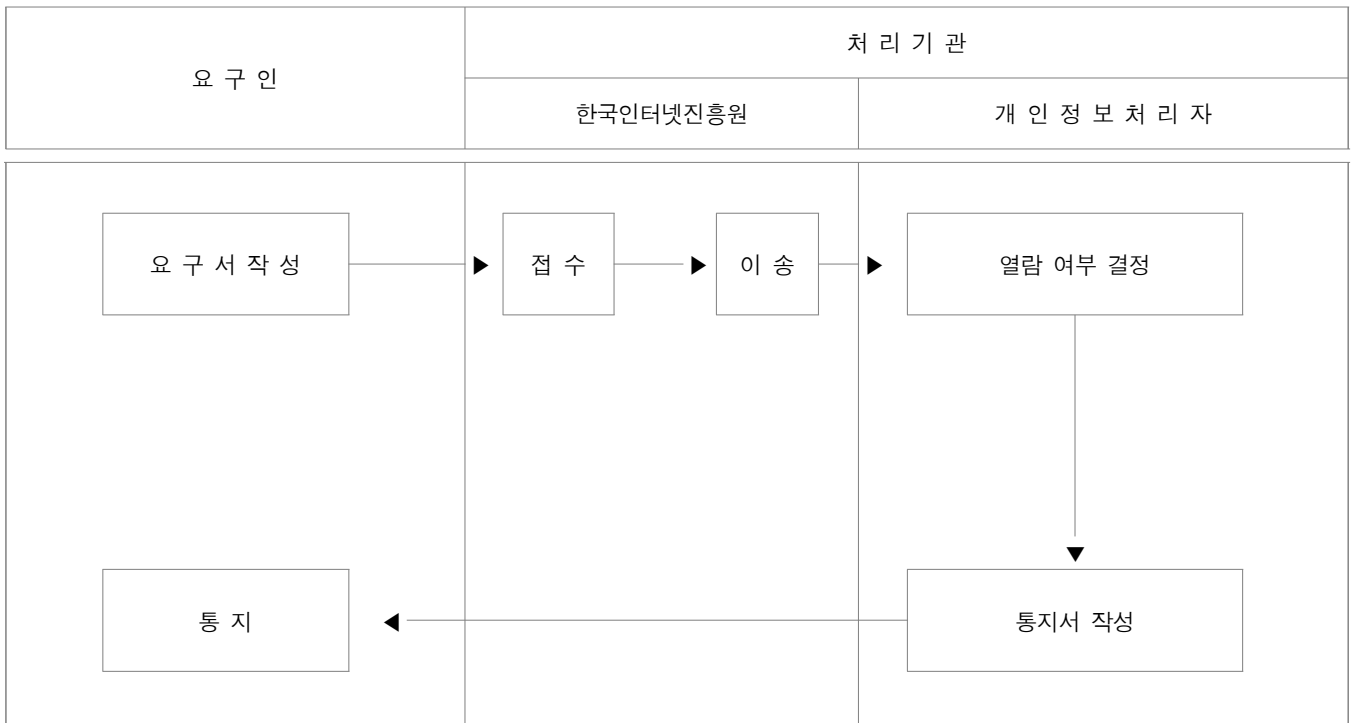 요 구 인
처 리 기 관
한국인터넷진흥원
개 인 정 보 처 리 자
요 구 서 작 성
접 수
이 송
열람 여부 결정
통 지
통지서 작성